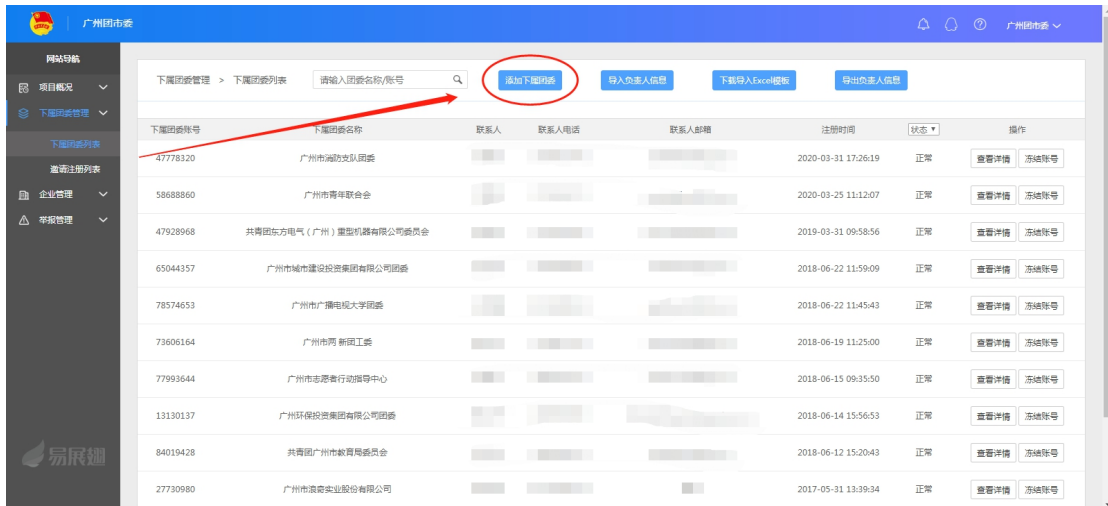 广州团市委
广州团市委
网站导航
项目概况
下属团委管理
下属团委列表
邀请注册列表
企业管理
举报管理
易展翅
下属团委管理 > 下属团委列表
请输入团委名称/账号
添加下属团委
导入负责人信息
下载导入Excel模板
导出负责人信息
下属团委账号 下属团委名称 联系人 联系人电话 联系人邮箱 注册时间 状态 操作
47778320 广州市消防支队团委 2020-03-31 17:26:19 正常 查看详情 冻结账号
58688860 广州市青年联合会 2020-03-25 11:12:07 正常 查看详情 冻结账号
47928968 共青团东方电气(广州)重型机器有限公司委员会 2019-03-31 09:58:56 正常 查看详情 冻结账号
65044357 广州市城市建设投资集团有限公司团委 2018-06-22 11:59:09 正常 查看详情 冻结账号
78574653 广州市广播电视大学团委 2018-06-22 11:45:43 正常 查看详情 冻结账号
73606164 广州市两 新团工委 2018-06-19 11:25:00 正常 查看详情 冻结账号
77993644 广州市志愿者行动指导中心 2018-06-15 09:35:50 正常 查看详情 冻结账号
13130137 广州环保投资集团有限公司团委 2018-06-14 15:56:53 正常 查看详情 冻结账号
84019428 共青团广州市教育局委员会 2018-06-12 15:20:43 正常 查看详情 冻结账号
27730980 广州市浪奇实业股份有限公司 2017-05-31 13:39:34 正常 查看详情 冻结账号